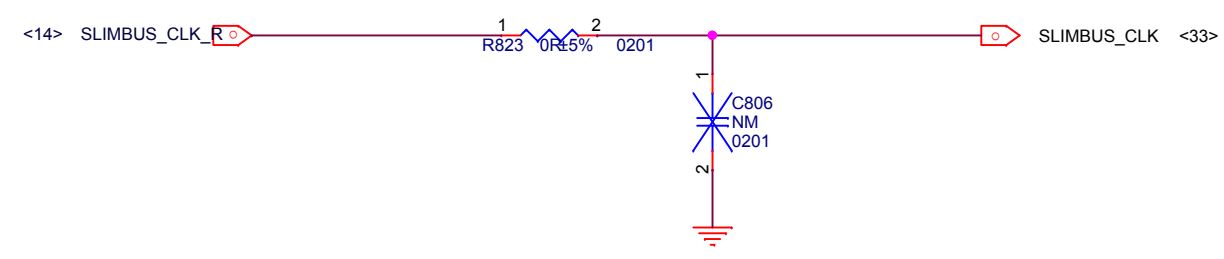 <14> SLIMBUS_CLK_R
1 2
R823 0R±5% 0201
SLIMBUS_CLK <33>
1
C806
NM
0201
2